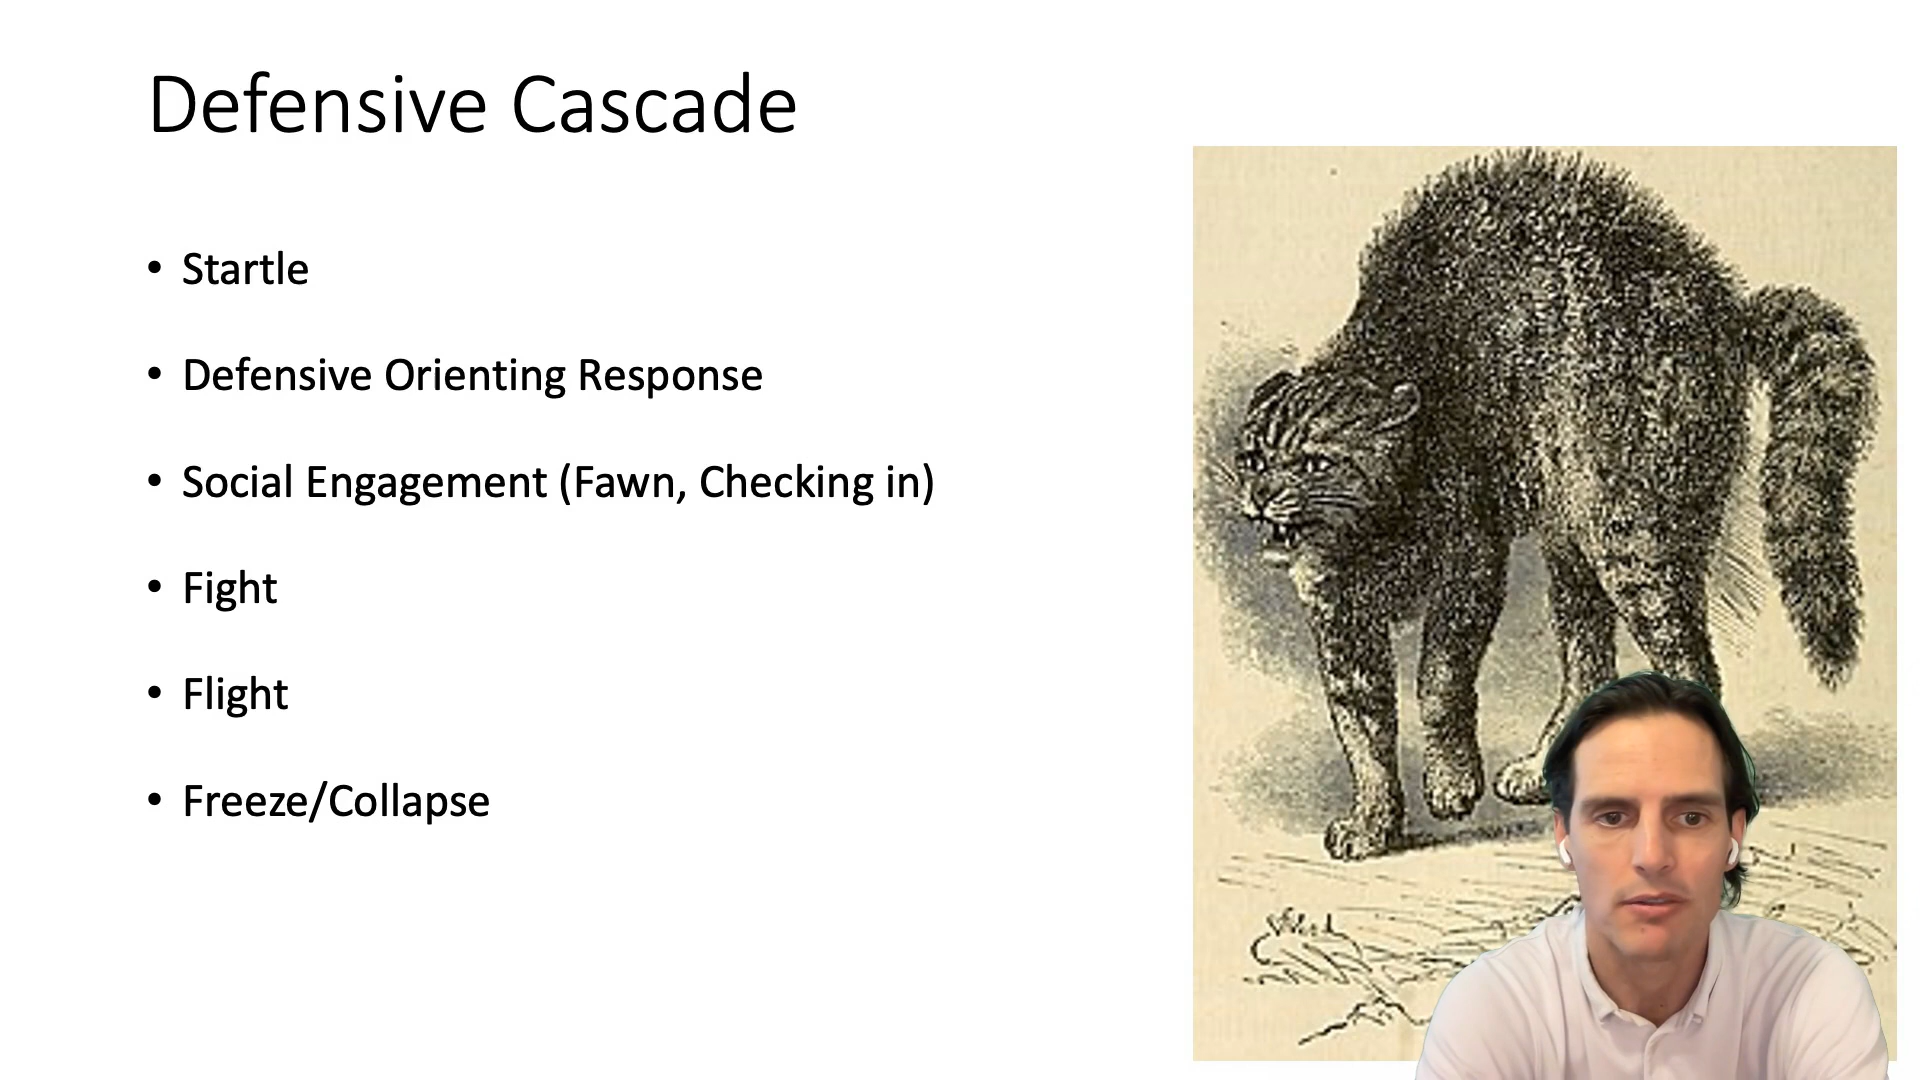 Defensive Cascade
• Startle
• Defensive Orienting Response
• Social Engagement (Fawn, Checking in)
• Fight
• Flight
• Freeze/Collapse